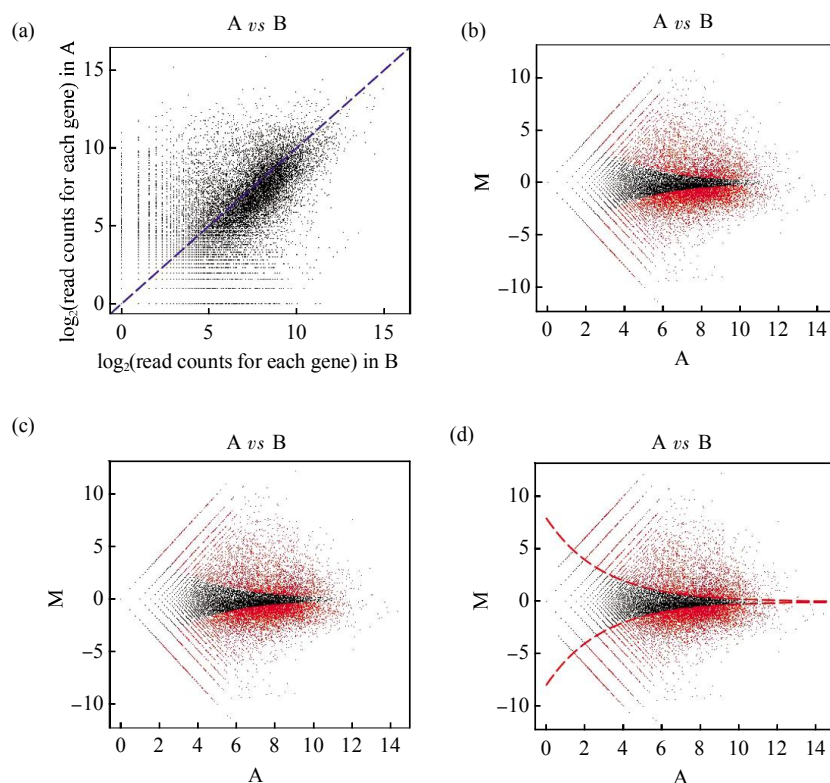 (a)
A vs B
log₂(read counts for each gene) in A
15
10
5
0
0 5 10 15
log₂(read counts for each gene) in B
(b)
A vs B
M
10
5
0
−5
−10
0 2 4 6 8 10 12 14
A
(c)
A vs B
M
10
5
0
−5
−10
0 2 4 6 8 10 12 14
A
(d)
A vs B
M
10
5
0
−5
−10
0 2 4 6 8 10 12 14
A